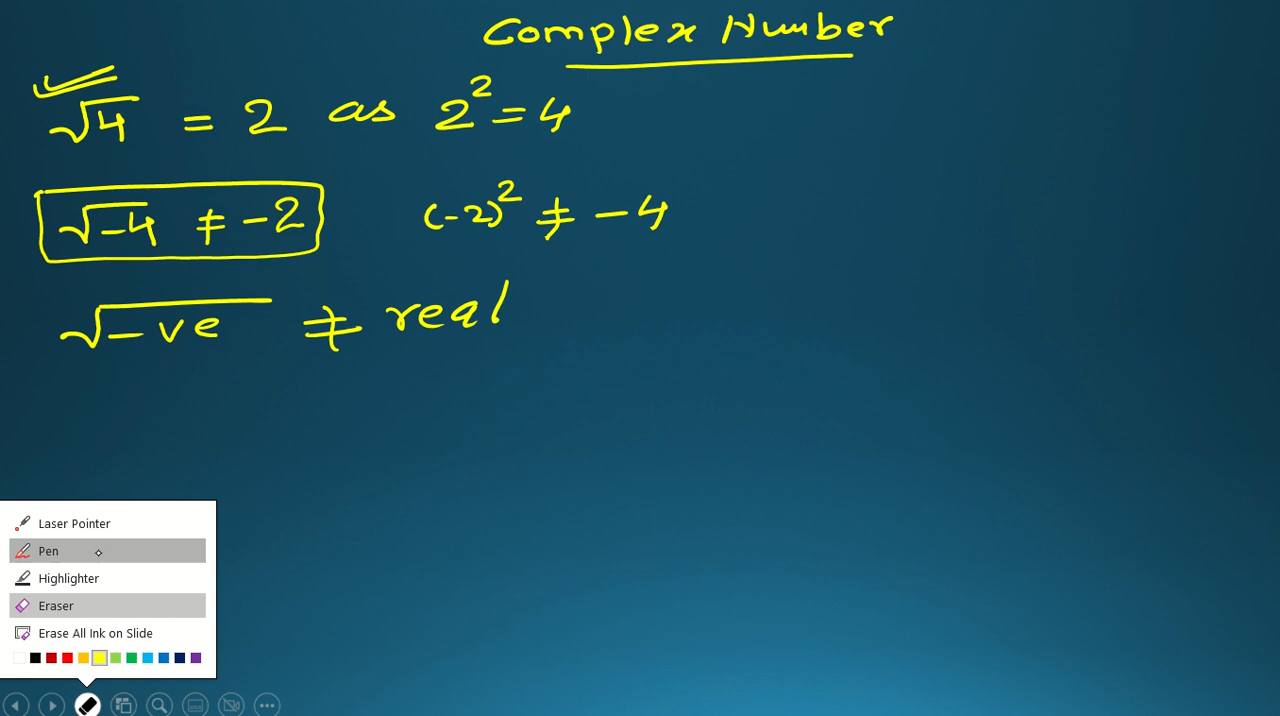 Complex Number
√4 = 2 as 2² = 4
√-4 ≠ -2 (-2)² ≠ -4
√-ve ≠ real
Laser Pointer
Pen
Highlighter
Eraser
Erase All Ink on Slide